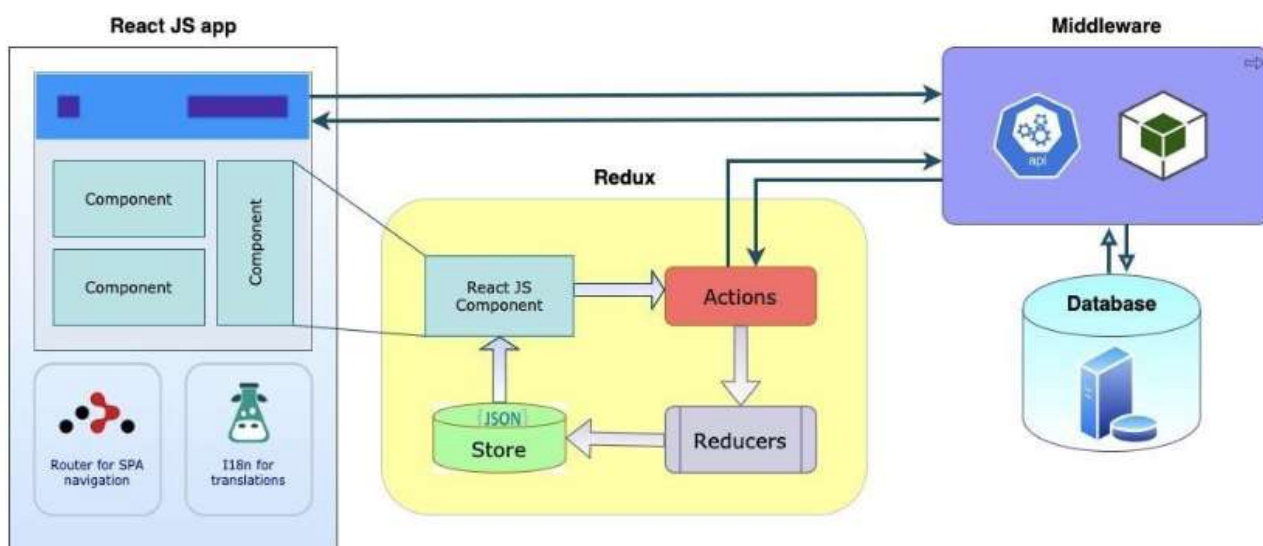 React JS app
Middleware
api
Component
Component
Component
Redux
React JS
Component
Actions
Database
{JSON}
Store
Reducers
Router for SPA
navigation
I18n for
translations